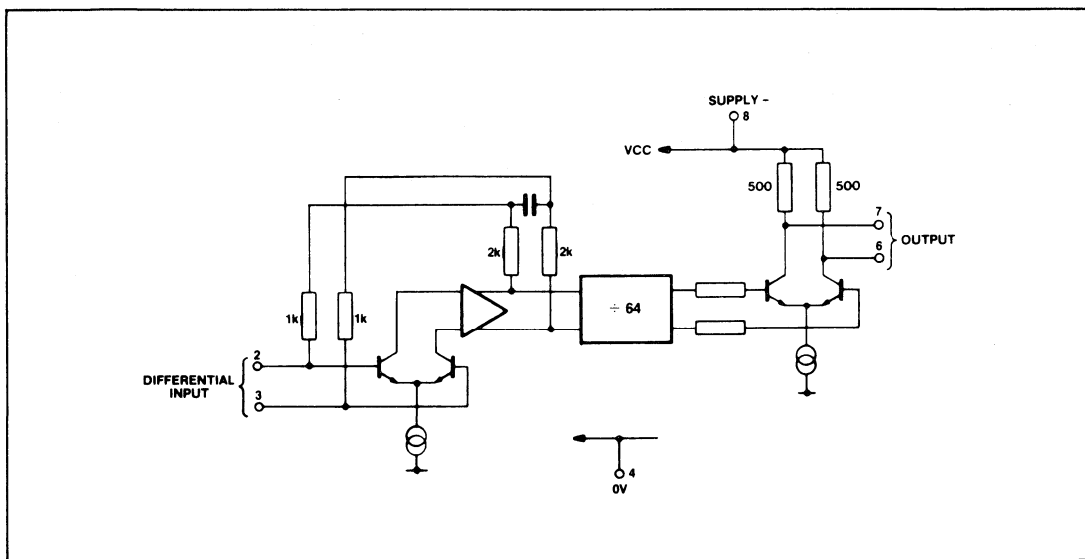 SUPPLY -
8
VCC
500
500
7
OUTPUT
6
2k
2k
÷ 64
1k
1k
2
DIFFERENTIAL
INPUT
3
4
0V